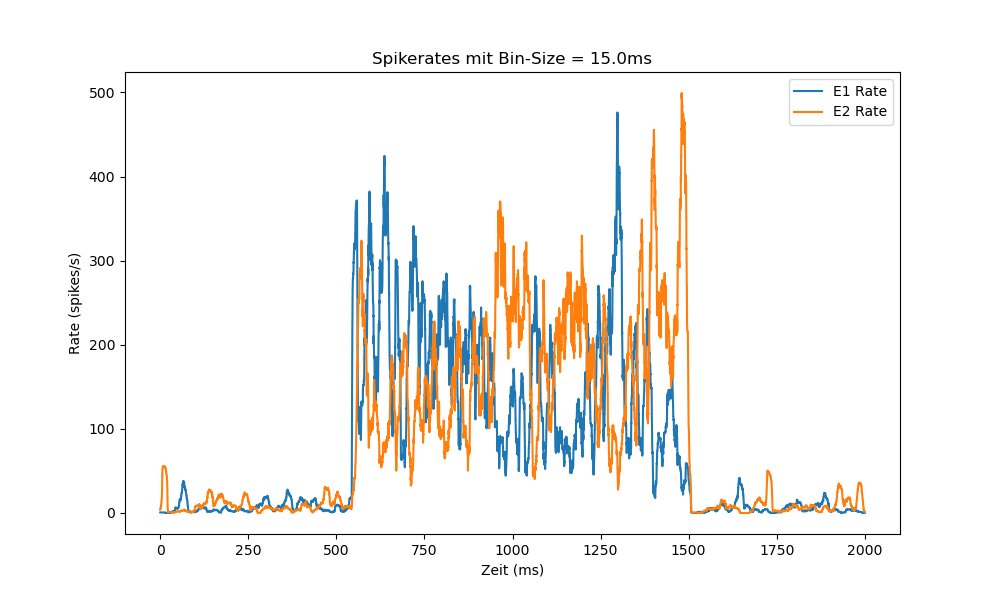 Spikerates mit Bin-Size = 15.0ms
E1 Rate
E2 Rate
500
400
300
200
100
0
Rate (spikes/s)
0 250 500 750 1000 1250 1500 1750 2000
Zeit (ms)